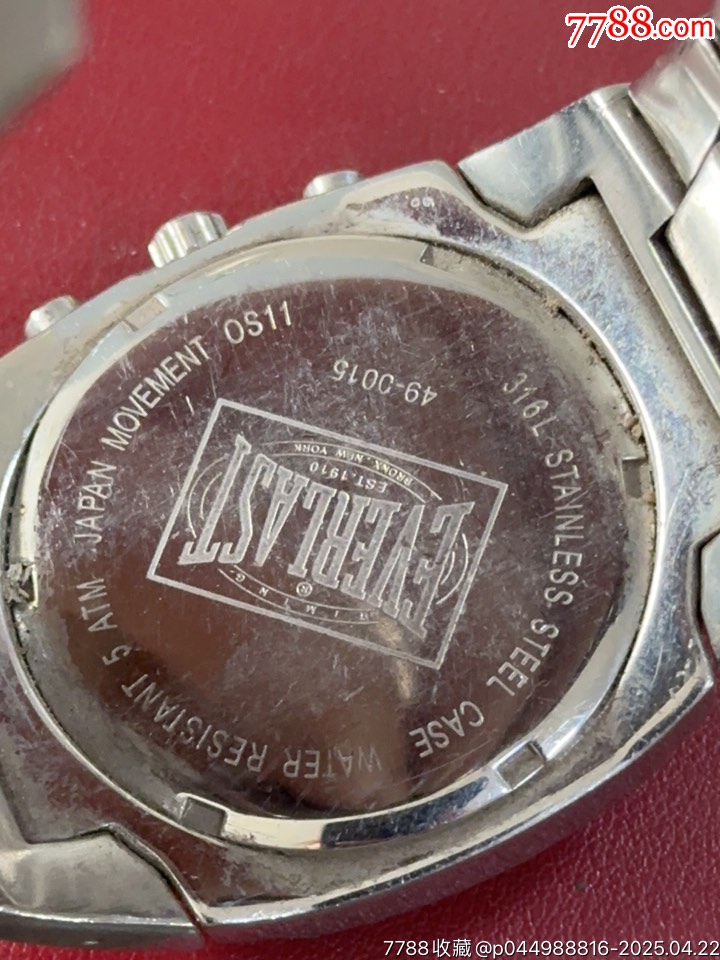 7788.com
316L STAINLESS STEEL CASE
WATER RESISTANT 5 ATM
JAPAN MOVEMENT OS11
49-0015
BRONX, NEW YORK
EST. 1910
EVERLAST
®
7788收藏 @p044988816-2025.04.22